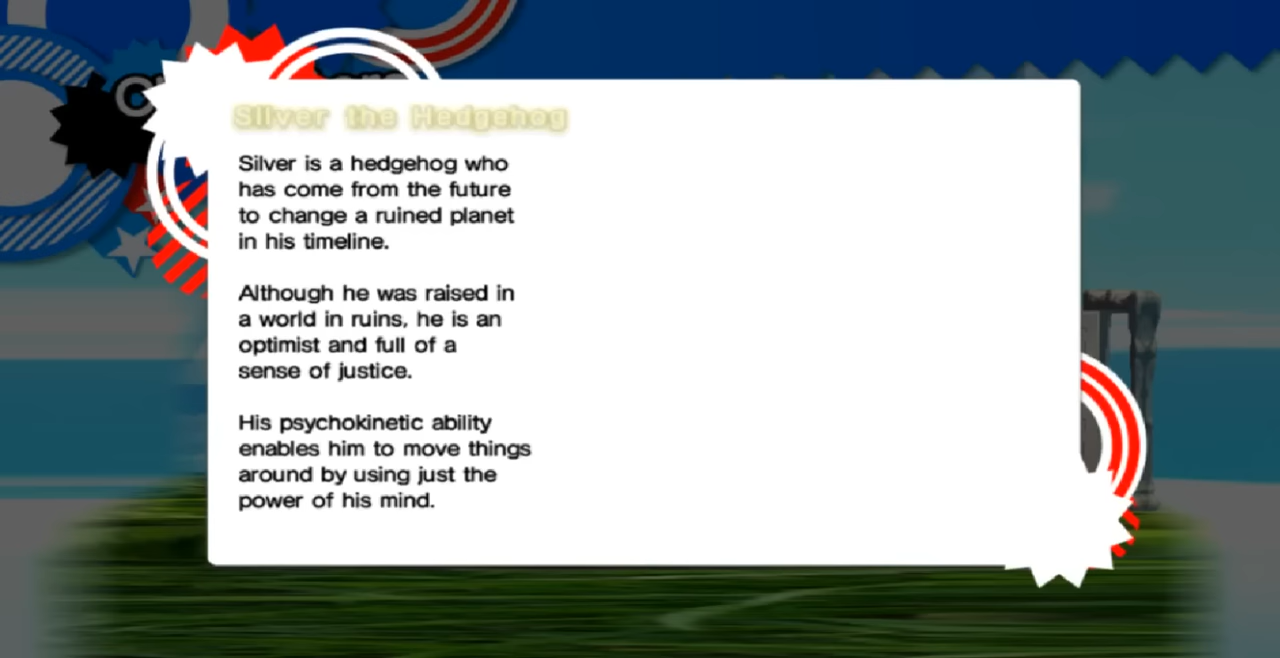 Silver the Hedgehog
Silver is a hedgehog who
has come from the future
to change a ruined planet
in his timeline.
Although he was raised in
a world in ruins, he is an
optimist and full of a
sense of justice.
His psychokinetic ability
enables him to move things
around by using just the
power of his mind.